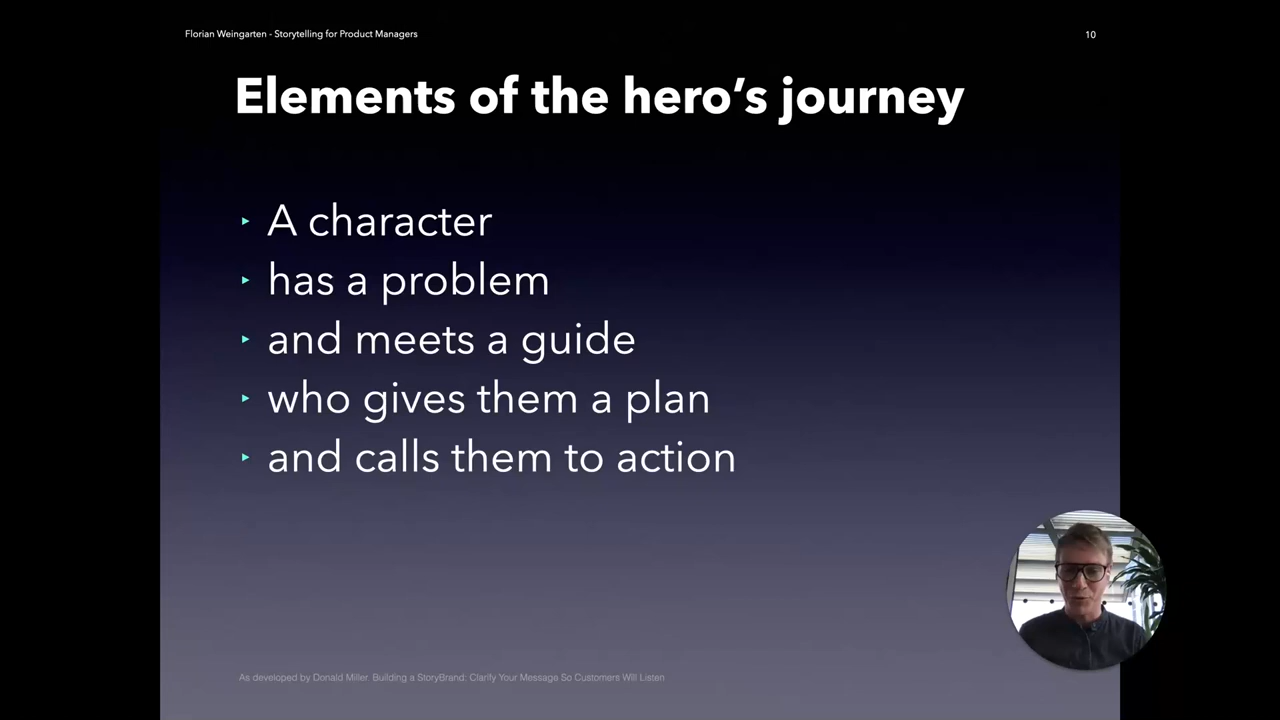 Florian Weingarten - Storytelling for Product Managers
10
Elements of the hero's journey
‣ A character
‣ has a problem
‣ and meets a guide
‣ who gives them a plan
‣ and calls them to action
As developed by Donald Miller. Building a StoryBrand: Clarify Your Message So Customers Will Listen